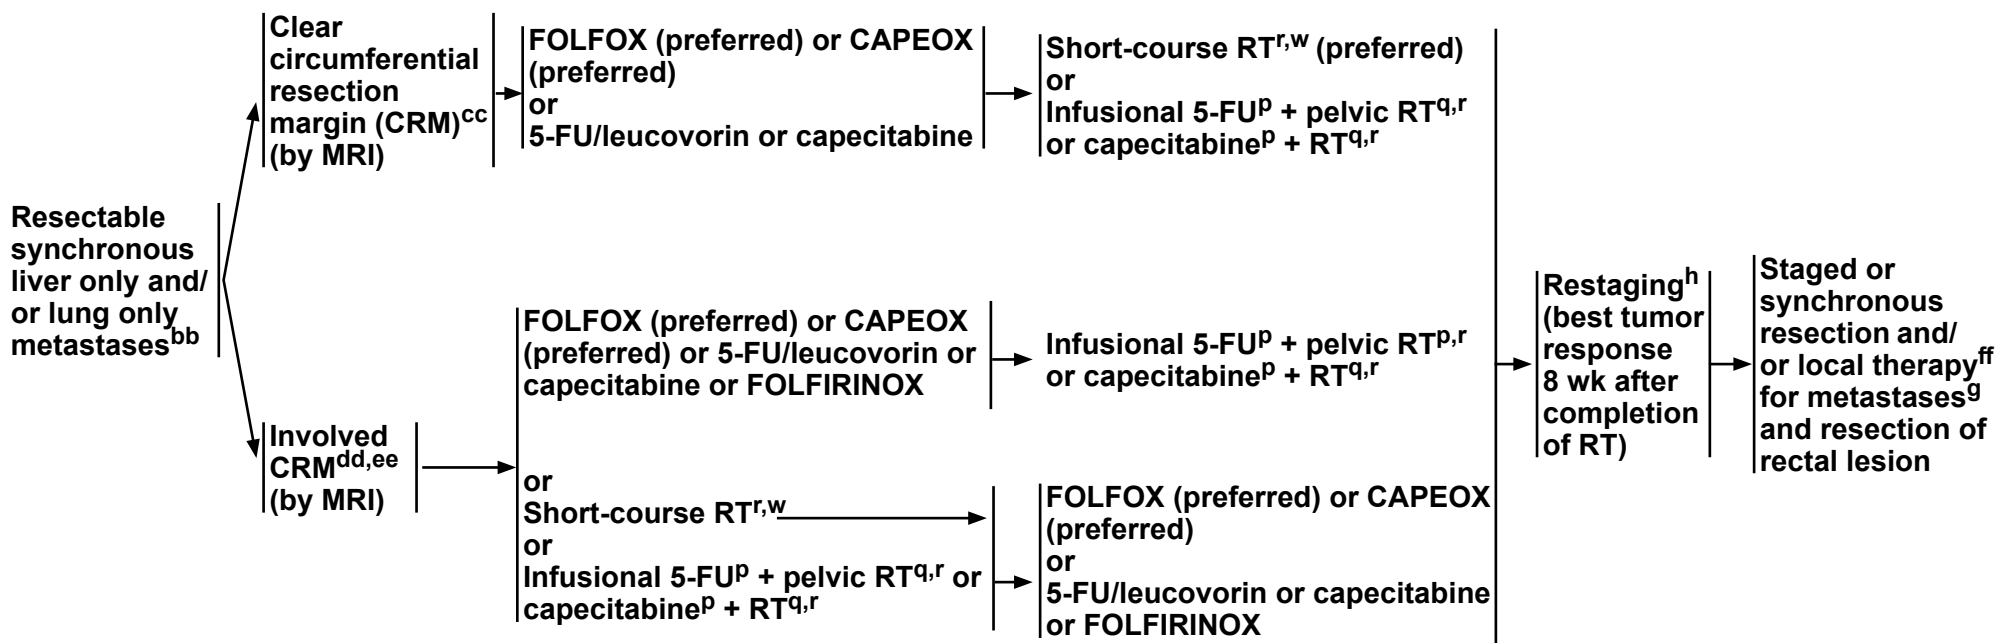 Resectable
synchronous
liver only and/
or lung only
metastasesbb
Clear
circumferential
resection
margin (CRM)cc
(by MRI)
FOLFOX (preferred) or CAPEOX
(preferred)
or
5-FU/leucovorin or capecitabine
Short-course RTr,w (preferred)
or
Infusional 5-FUp + pelvic RTq,r
or capecitabinep + RTq,r
Involved
CRMdd,ee
(by MRI)
FOLFOX (preferred) or CAPEOX
(preferred) or 5-FU/leucovorin or
capecitabine or FOLFIRINOX
Infusional 5-FUp + pelvic RTp,r
or capecitabinep + RTq,r
or
Short-course RTr,w
or
Infusional 5-FUp + pelvic RTq,r or
capecitabinep + RTq,r
FOLFOX (preferred) or CAPEOX
(preferred)
or
5-FU/leucovorin or capecitabine
or FOLFIRINOX
Restagingh
(best tumor
response
8 wk after
completion
of RT)
Staged or
synchronous
resection and/
or local therapyff
for metastasesg
and resection of
rectal lesion